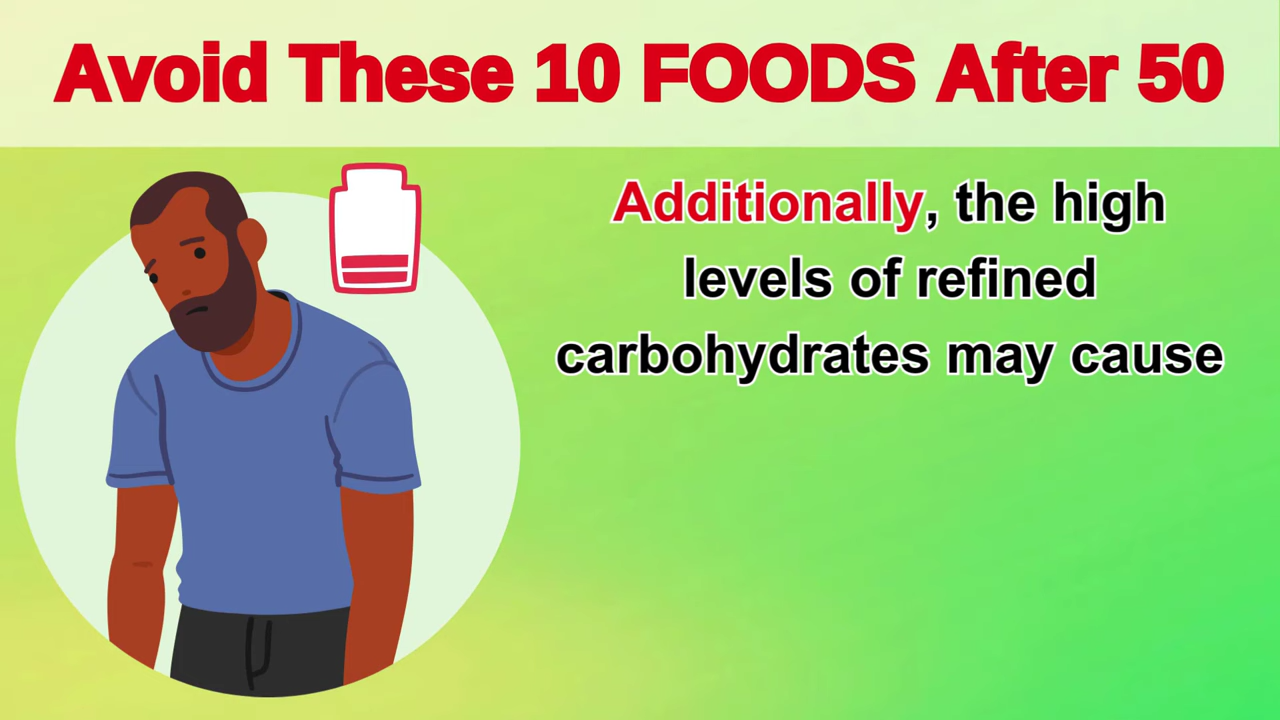 Avoid These 10 FOODS After 50
Additionally, the high
levels of refined
carbohydrates may cause